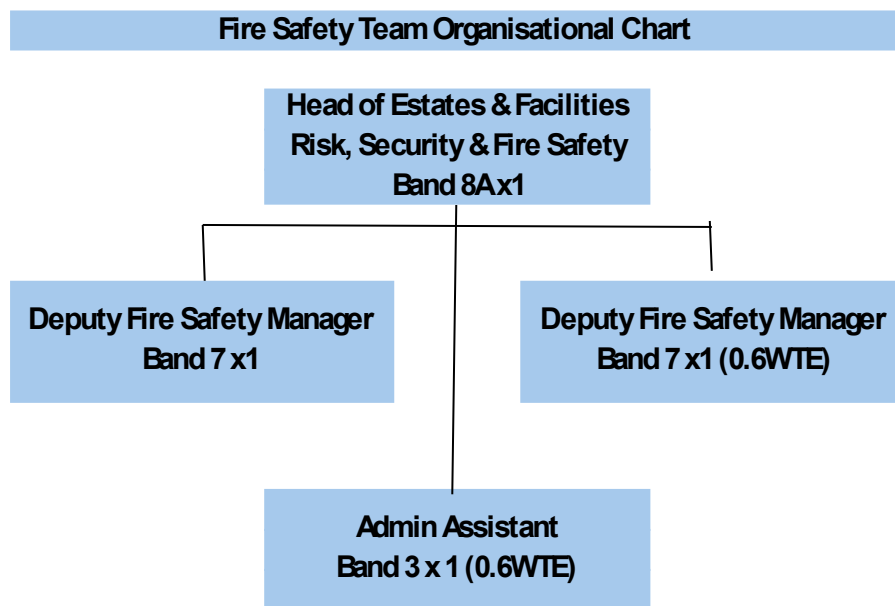 Fire Safety Team Organisational Chart
Head of Estates & Facilities
Risk, Security & Fire Safety
Band 8A x1
Deputy Fire Safety Manager
Band 7 x1
Deputy Fire Safety Manager
Band 7 x1 (0.6WTE)
Admin Assistant
Band 3 x 1 (0.6WTE)